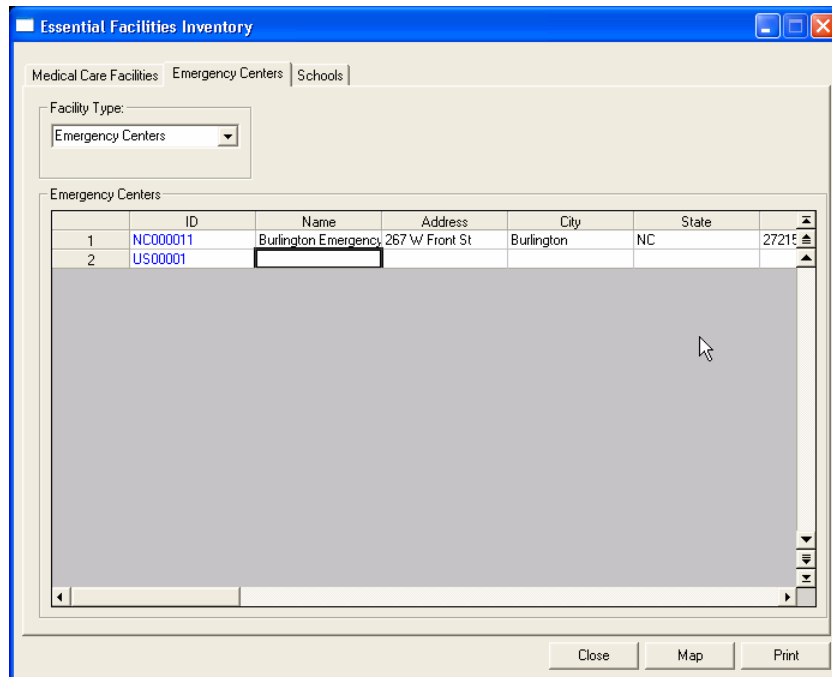 Essential Facilities Inventory
Medical Care Facilities Emergency Centers Schools
Facility Type:
Emergency Centers
Emergency Centers
ID Name Address City State
1 NC000011 Burlington Emergency 267 W Front St Burlington NC 27215
2 US00001
Close Map Print